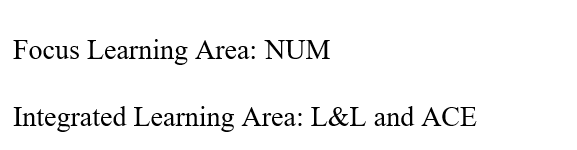 Focus Learning Area: NUM
Integrated Learning Area: L&L and ACE